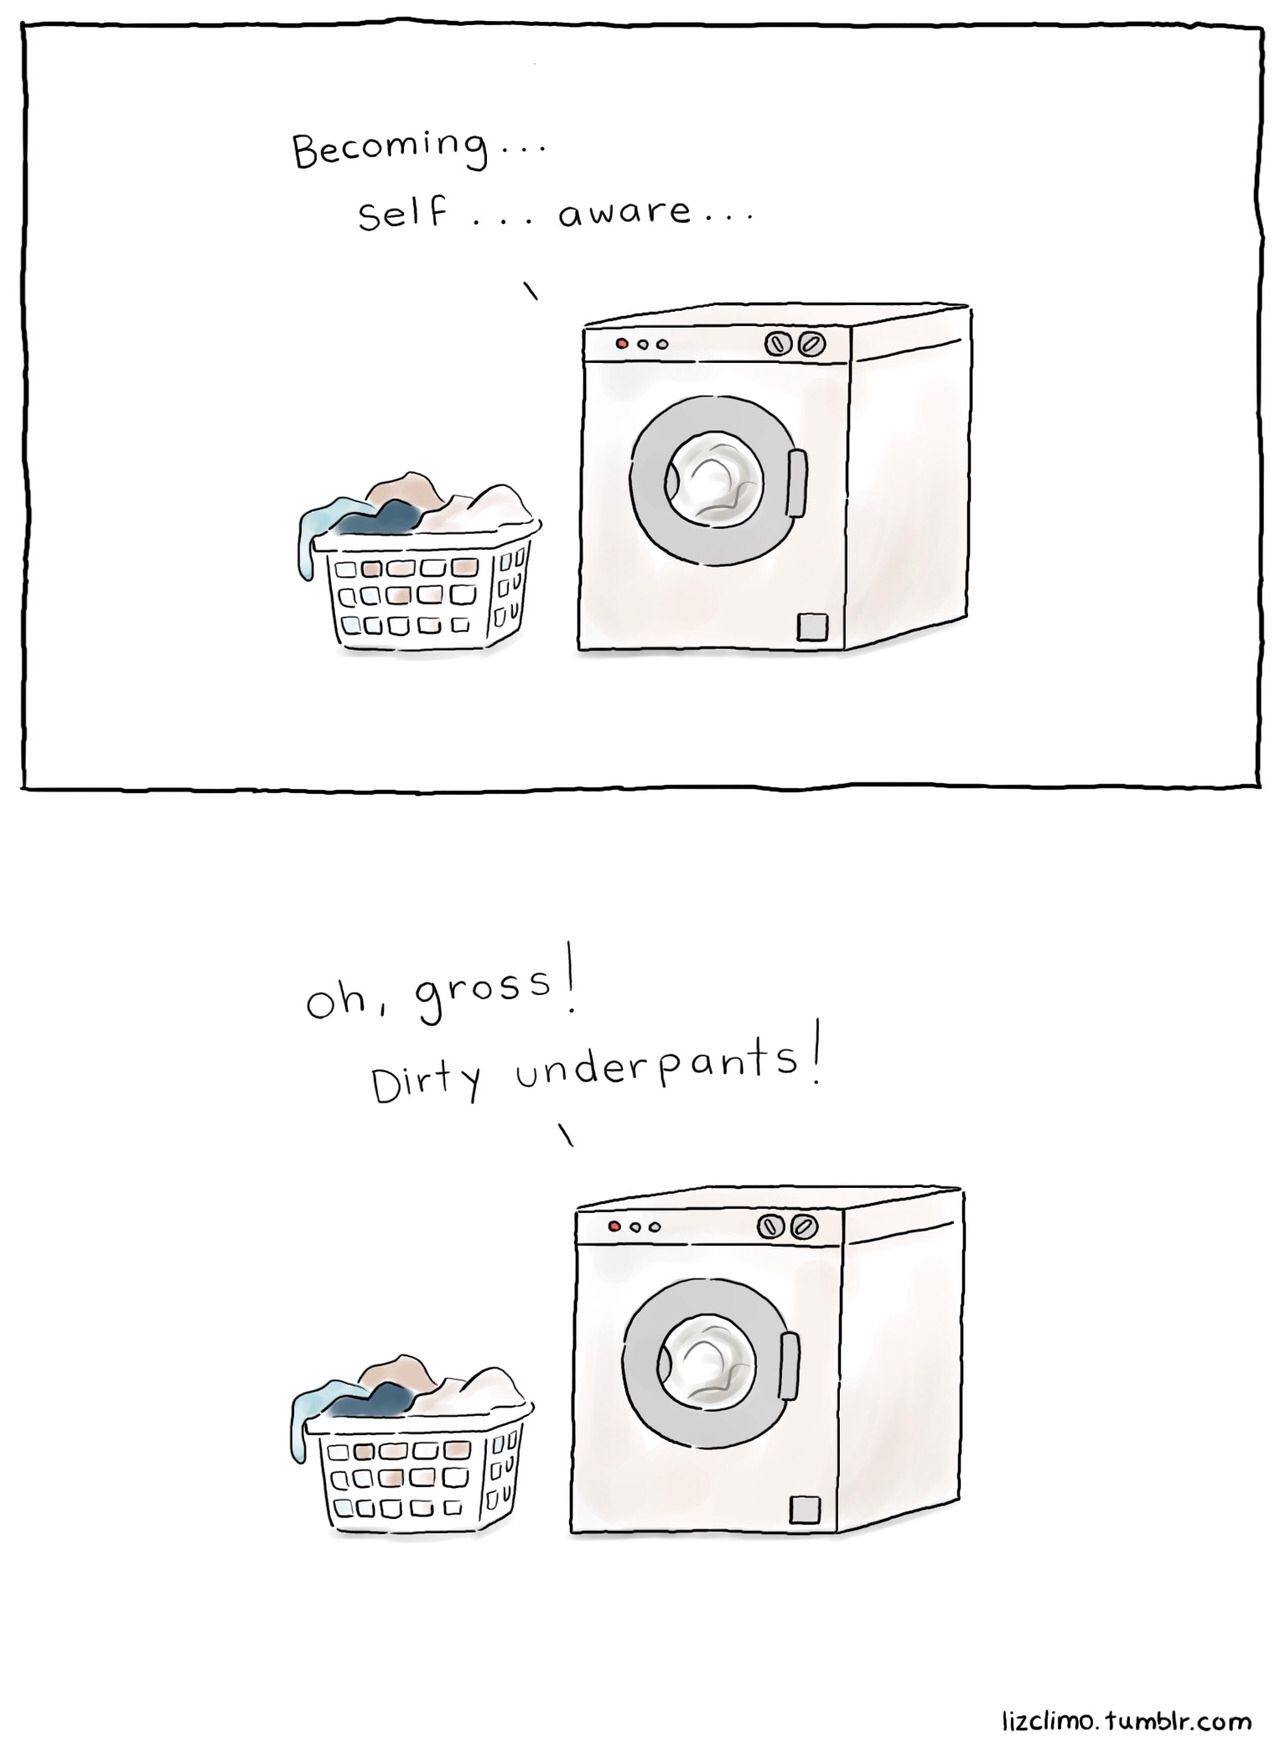 Becoming...
Self... aware...
oh, gross!
Dirty underpants!
lizclimo.tumblr.com